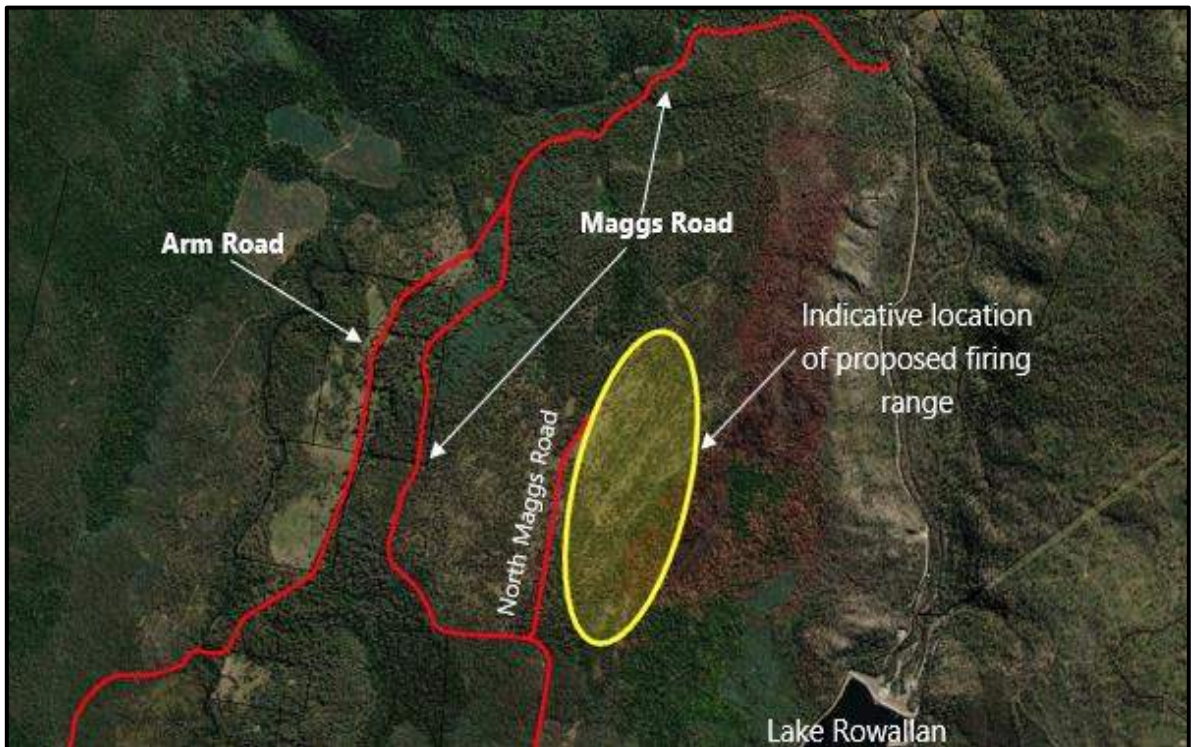 Arm Road
Maggs Road
Indicative location
of proposed firing
range
North Maggs Road
Lake Rowallan